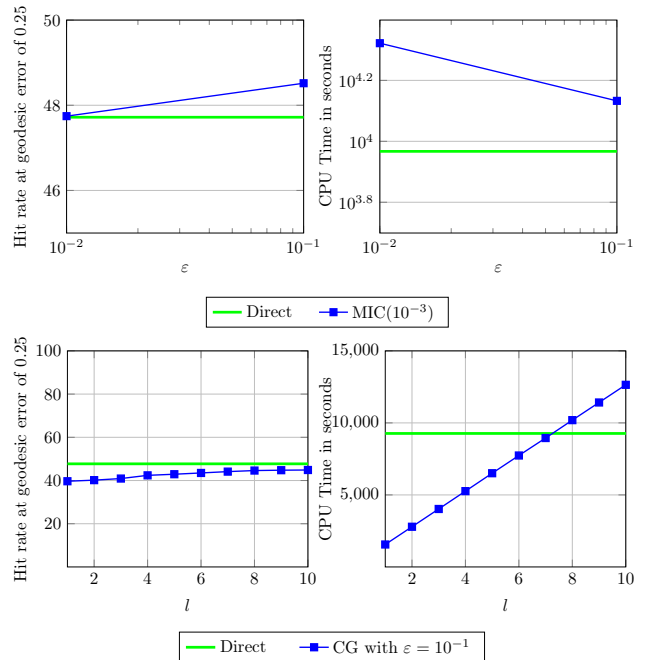 50
48
46
Hit rate at geodesic error of 0.25
10⁻²
10⁻¹
ε
10^4.2
10^4
10^3.8
CPU Time in seconds
10⁻²
10⁻¹
ε
Direct
MIC(10⁻³)
100
80
60
40
20
Hit rate at geodesic error of 0.25
2 4 6 8 10
l
15,000
10,000
5,000
CPU Time in seconds
2 4 6 8 10
l
Direct
CG with ε = 10⁻¹